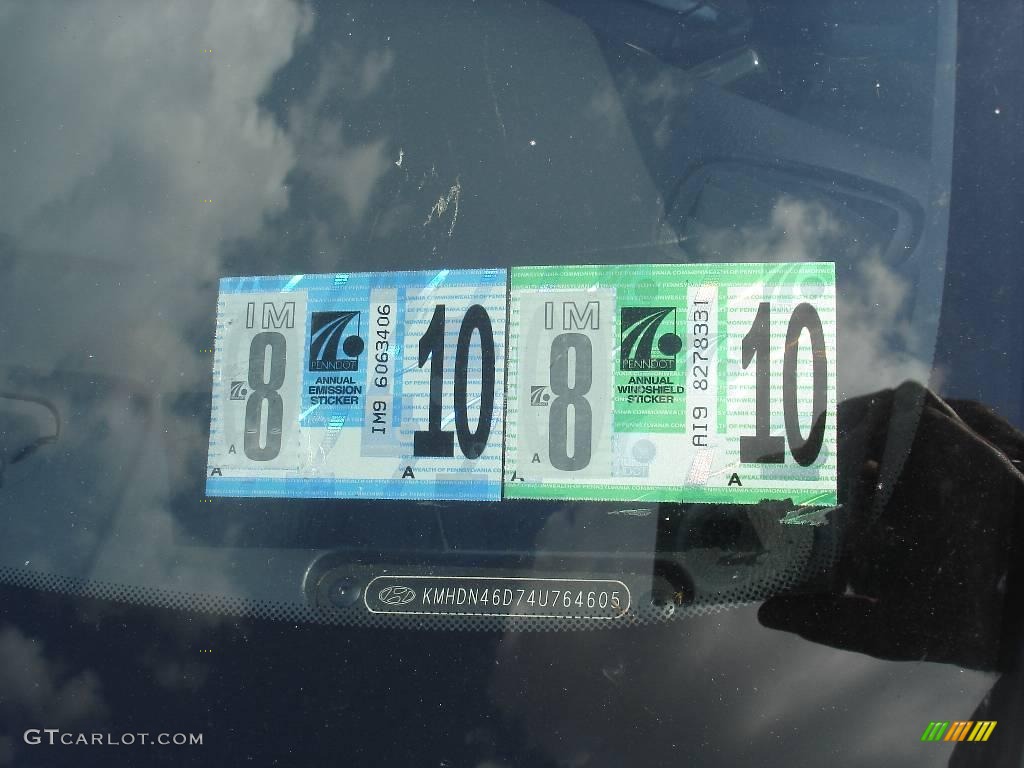 IM
8
A
A
PENNDOT
ANNUAL
EMISSION
STICKER
IM9 6063406
10
A
IM
8
A
A
PENNDOT
ANNUAL
WINDSHIELD
STICKER
AI9 8278331
10
A
KMHDN46D74U764605
GTCARLOT.COM